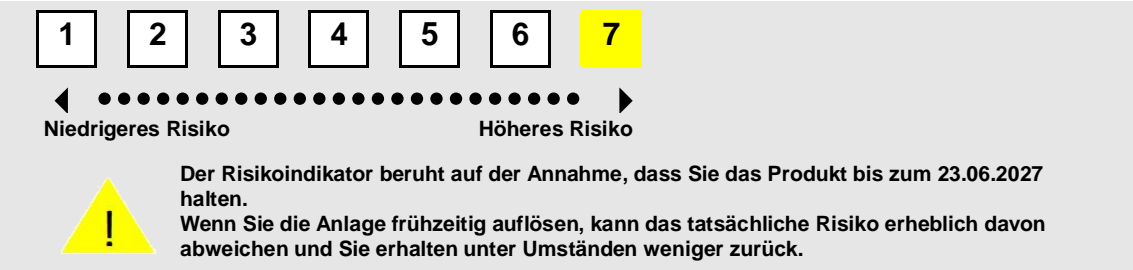 1 2 3 4 5 6 7
Niedrigeres Risiko Höheres Risiko
Der Risikoindikator beruht auf der Annahme, dass Sie das Produkt bis zum 23.06.2027
halten.
Wenn Sie die Anlage frühzeitig auflösen, kann das tatsächliche Risiko erheblich davon
abweichen und Sie erhalten unter Umständen weniger zurück.
!